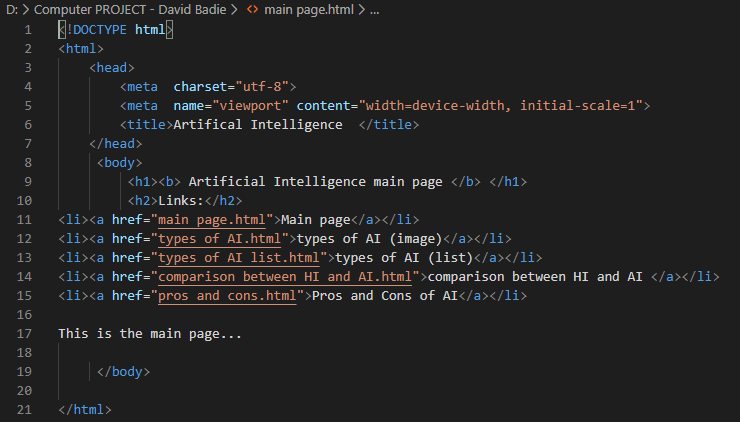 D: > Computer PROJECT - David Badie > <> main page.html > ...
1 <!DOCTYPE html>
2 <html>
3     <head>
4         <meta  charset="utf-8">
5         <meta  name="viewport" content="width=device-width, initial-scale=1">
6         <title>Artifical Intelligence  </title>
7     </head>
8      <body>
9          <h1><b> Artificial Intelligence main page </b> </h1>
10          <h2>Links:</h2>
11 <li><a href="main page.html">Main page</a></li>
12 <li><a href="types of AI.html">types of AI (image)</a></li>
13 <li><a href="types of AI list.html">types of AI (list)</a></li>
14 <li><a href="comparison between HI and AI.html">comparison between HI and AI </a></li>
15 <li><a href="pros and cons.html">Pros and Cons of AI</a></li>
16
17 This is the main page...
18
19      </body>
20
21 </html>